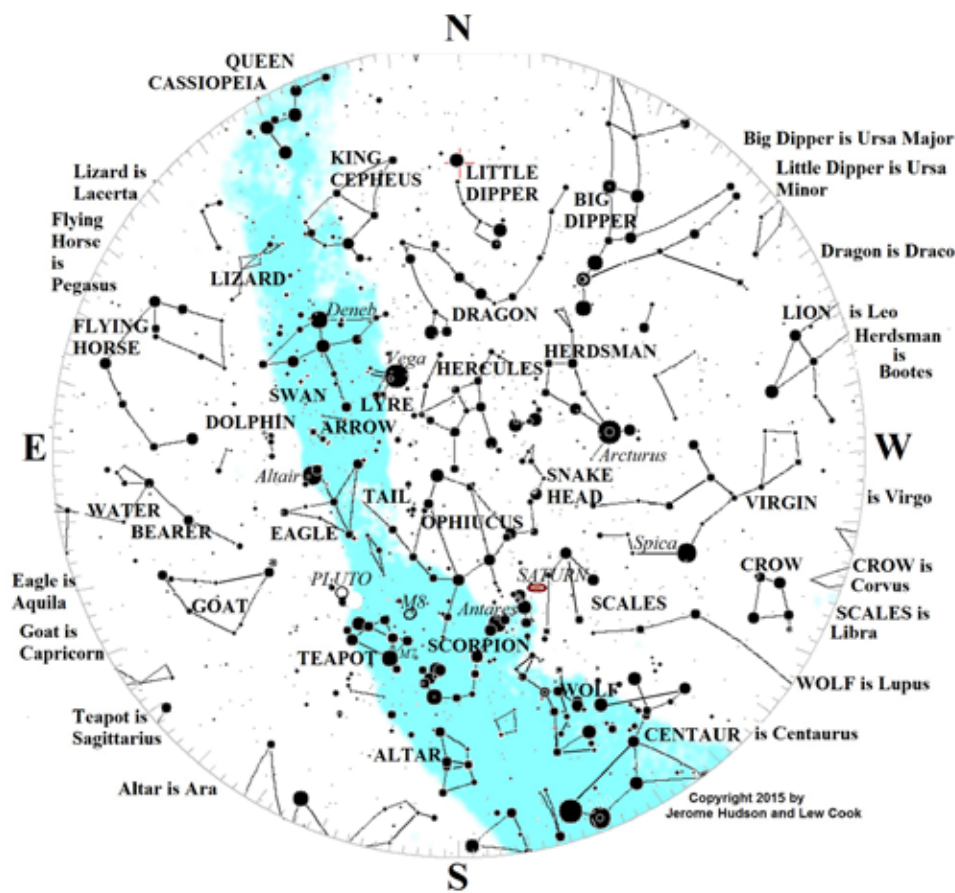 N
QUEEN
CASSIOPEIA
Big Dipper is Ursa Major
KING
CEPHEUS
LITTLE
DIPPER
Little Dipper is Ursa
Minor
Lizard is
Lacerta
BIG
DIPPER
Flying
Horse
is
Pegasus
Dragon is Draco
LIZARD
Deneb
DRAGON
LION
is Leo
FLYING
HORSE
Herdsman
is
Bootes
HERDSMAN
Vega
HERCULES
SWAN
LYRE
DOLPHIN
ARROW
E
W
Arcturus
Altair
SNAKE
HEAD
TAIL
VIRGIN
is Virgo
WATER
BEARER
OPHIUCUS
EAGLE
Spica
CROW
CROW is
Corvus
Eagle is
Aquila
PLUTO
SATURN
GOAT
M8
Antares
SCALES
SCALES is
Libra
Goat is
Capricorn
SCORPION
TEAPOT
M7
WOLF
WOLF is Lupus
Teapot is
Sagittarius
CENTAUR
is Centaurus
ALTAR
Altar is Ara
Copyright 2015 by
Jerome Hudson and Lew Cook
S